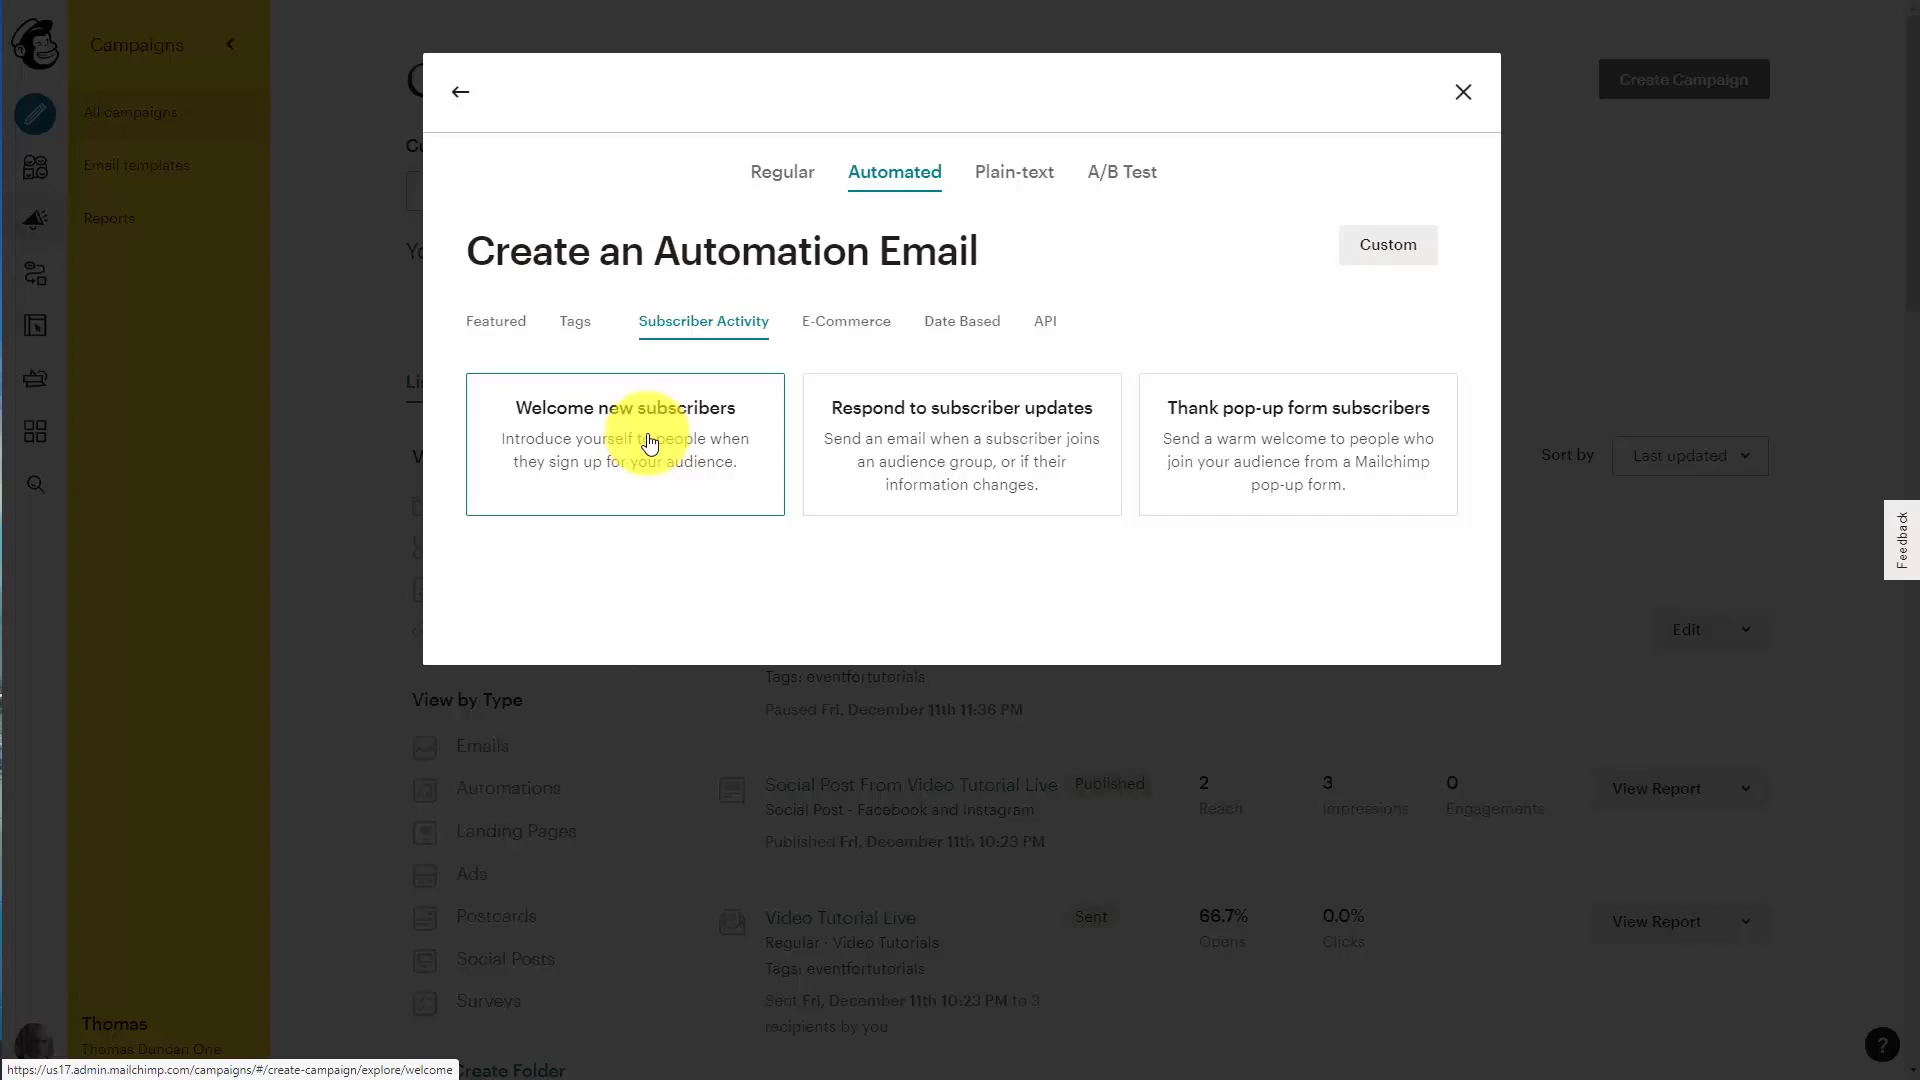 Campaigns
All campaigns
Email templates
Reports
Create Campaign
Regular Automated Plain-text A/B Test
Create an Automation Email
Custom
Featured Tags Subscriber Activity E-Commerce Date Based API
Welcome new subscribers
Introduce yourself to people when
they sign up for your audience.
Respond to subscriber updates
Send an email when a subscriber joins
an audience group, or if their
information changes.
Thank pop-up form subscribers
Send a warm welcome to people who
join your audience from a Mailchimp
pop-up form.
Sort by Last updated
Feedback
Edit
Tags: eventfortutorials
Paused Fri, December 11th 11:36 PM
View by Type
Emails
Automations
Landing Pages
Ads
Postcards
Social Posts
Surveys
Create Folder
Social Post From Video Tutorial Live Published
Social Post - Facebook and Instagram
Published Fri, December 11th 10:23 PM
2
Reach
3
Impressions
0
Engagements
View Report
Video Tutorial Live Sent
Regular · Video Tutorials
Tags: eventfortutorials
Sent Fri, December 11th 10:23 PM to 3
recipients by you
66.7%
Opens
0.0%
Clicks
View Report
Thomas
Thomas Duncan One
https://us17.admin.mailchimp.com/campaigns/#/create-campaign/explore/welcome
?